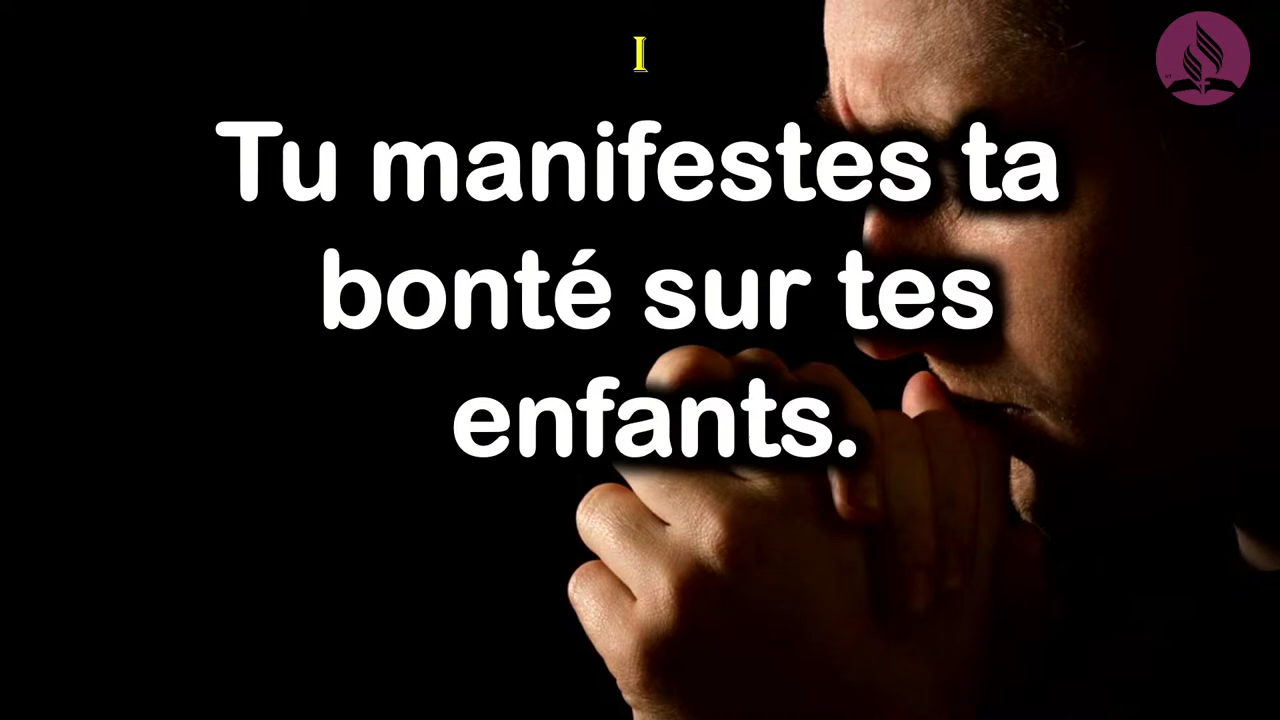 I
Tu manifestes ta
bonté sur tes
enfants.